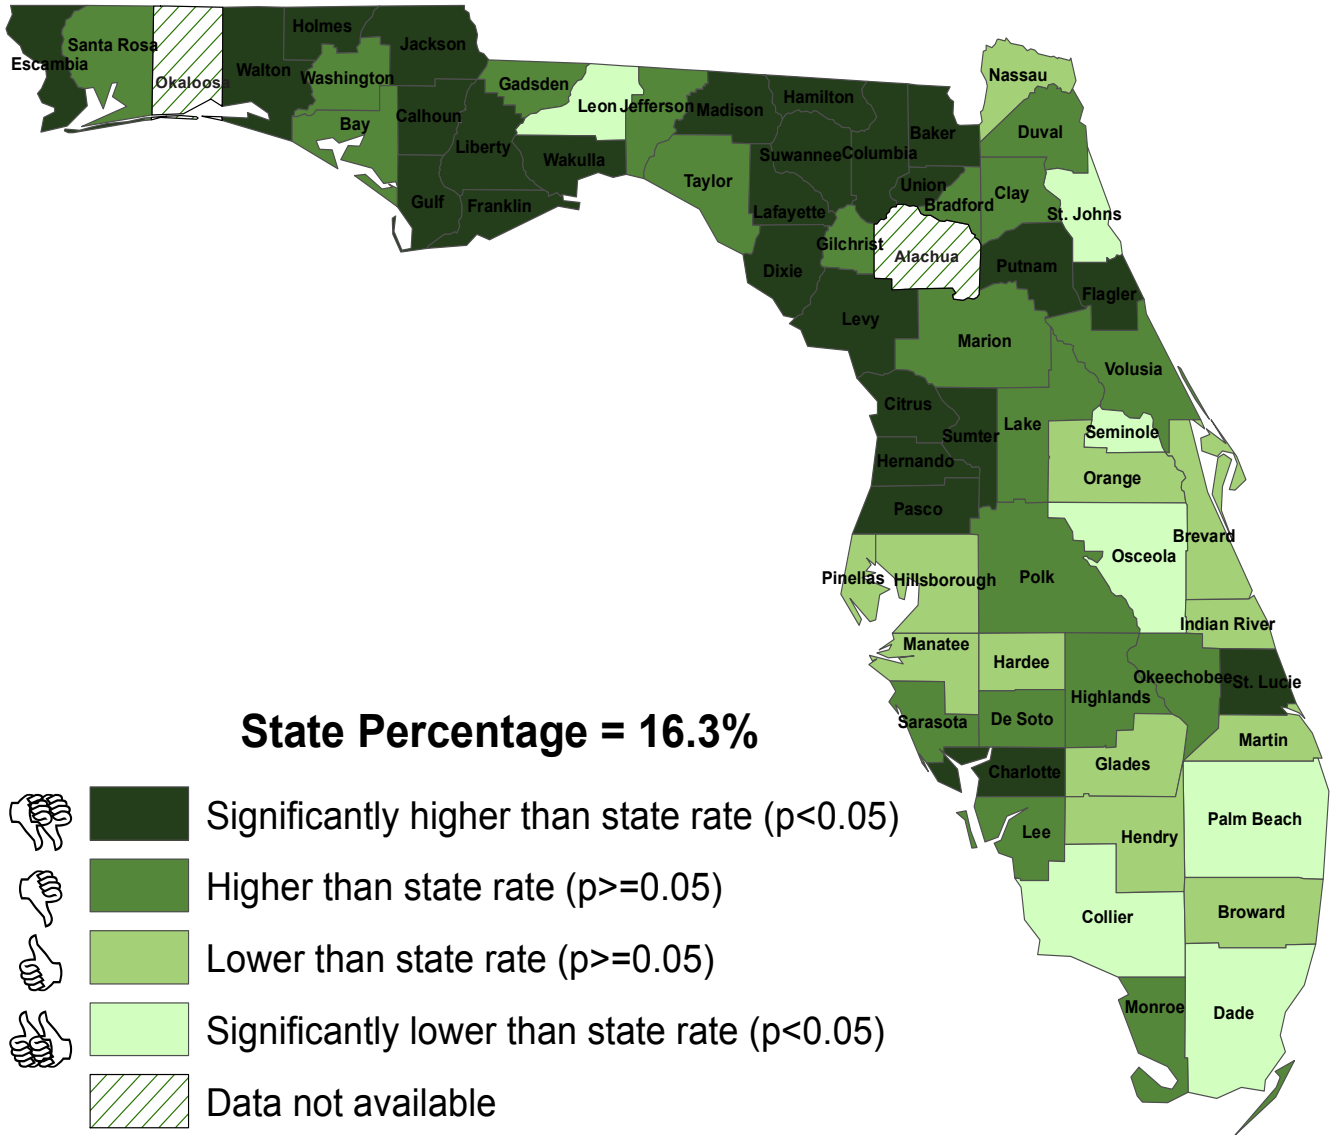 Holmes
Santa Rosa
Jackson
Escambia
Walton
Washington
Okaloosa
Gadsden
Leon
Jefferson
Madison
Hamilton
Nassau
Bay
Calhoun
Liberty
Wakulla
Suwannee
Columbia
Baker
Duval
Taylor
Union
Bradford
Clay
Gulf
Franklin
Lafayette
St. Johns
Gilchrist
Alachua
Dixie
Putnam
Flagler
Levy
Marion
Volusia
Citrus
Sumter
Lake
Seminole
Hernando
Orange
Pasco
Brevard
Osceola
Pinellas
Hillsborough
Polk
Indian River
Manatee
Hardee
Okeechobee
St. Lucie
Highlands
Sarasota
De Soto
Martin
Glades
Charlotte
Palm Beach
Lee
Hendry
Collier
Broward
Monroe
Dade
State Percentage = 16.3%
Significantly higher than state rate (p<0.05)
Higher than state rate (p>=0.05)
Lower than state rate (p>=0.05)
Significantly lower than state rate (p<0.05)
Data not available